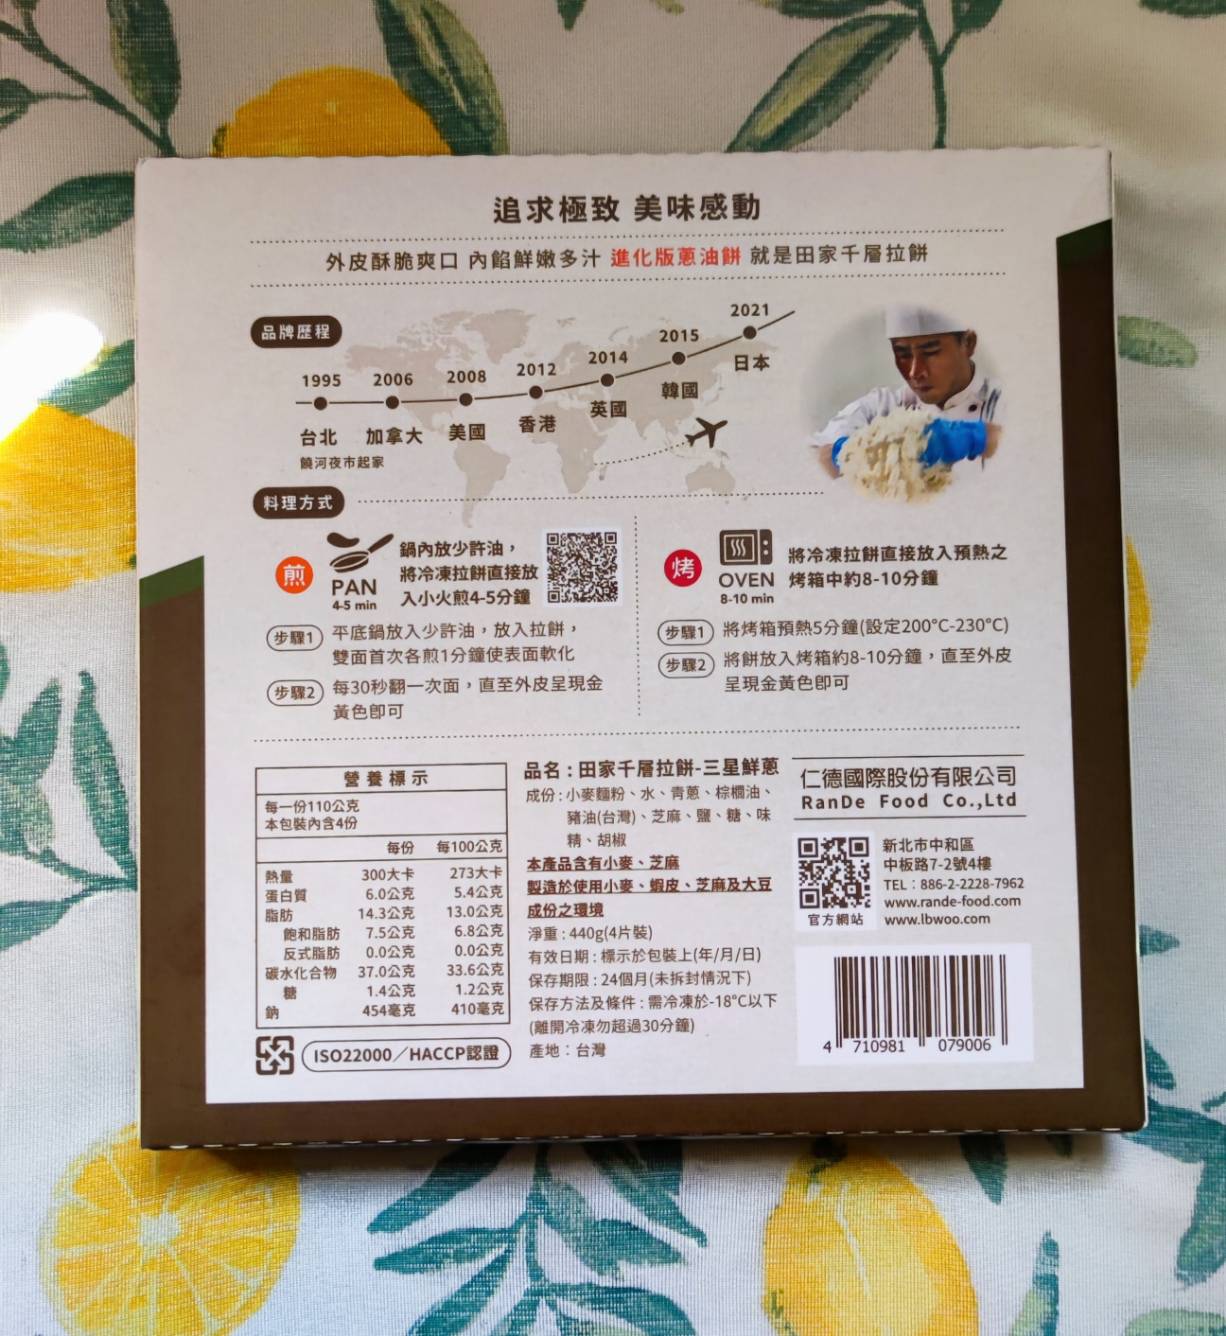 追求極致 美味感動
外皮酥脆爽口 內餡鮮嫩多汁 進化版蔥油餅 就是田家千層拉餅
品牌歷程
1995 2006 2008 2012 2014 2015 2021
台北 加拿大 美國 香港 英國 韓國 日本
饒河夜市起家
料理方式
煎
PAN
4-5 min
鍋內放少許油，
將冷凍拉餅直接放
入小火煎4-5分鐘
步驟1 平底鍋放入少許油，放入拉餅，
雙面首次各煎1分鐘使表面軟化
步驟2 每30秒翻一次面，直至外皮呈現金
黃色即可
烤
OVEN
8-10 min
將冷凍拉餅直接放入預熱之
烤箱中約8-10分鐘
步驟1 將烤箱預熱5分鐘(設定200°C-230°C)
步驟2 將餅放入烤箱約8-10分鐘，直至外皮
呈現金黃色即可
營養標示
每一份110公克
本包裝內含4份
每份 每100公克
熱量 300大卡 273大卡
蛋白質 6.0公克 5.4公克
脂肪 14.3公克 13.0公克
飽和脂肪 7.5公克 6.8公克
反式脂肪 0.0公克 0.0公克
碳水化合物 37.0公克 33.6公克
糖 1.4公克 1.2公克
鈉 454毫克 410毫克
ISO22000／HACCP認證
品名：田家千層拉餅-三星鮮蔥
成份：小麥麵粉、水、青蔥、棕櫚油、
豬油(台灣)、芝麻、鹽、糖、味
精、胡椒
本產品含有小麥、芝麻
製造於使用小麥、蝦皮、芝麻及大豆
成份之環境
淨重：440g(4片裝)
有效日期：標示於包裝上(年/月/日)
保存期限：24個月(未拆封情況下)
保存方法及條件：需冷凍於-18°C以下
(離開冷凍勿超過30分鐘)
產地：台灣
仁德國際股份有限公司
RanDe Food Co.,Ltd
官方網站
新北市中和區
中板路7-2號4樓
TEL：886-2-2228-7962
www.rande-food.com
www.lbwoo.com
4 710981 079006